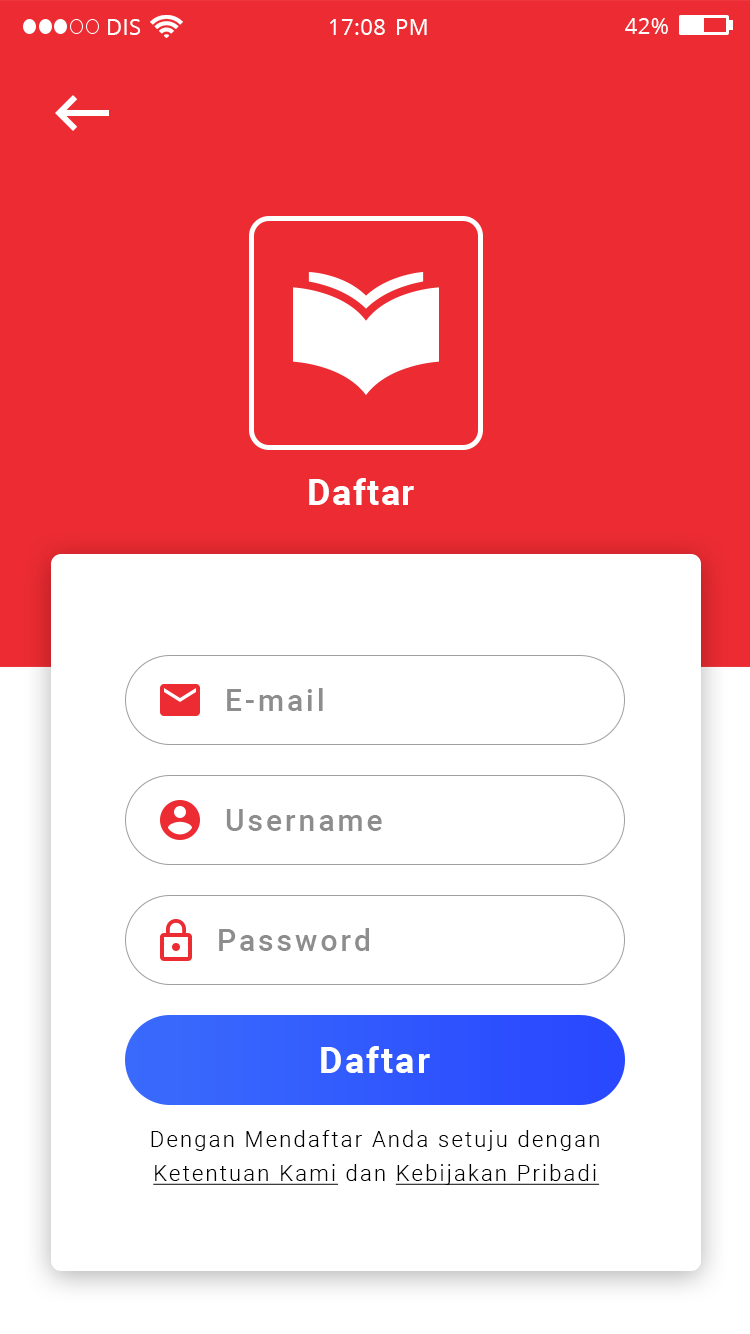 DIS 17:08 PM 42%
Daftar
E-mail
Username
Password
Daftar
Dengan Mendaftar Anda setuju dengan
Ketentuan Kami dan Kebijakan Pribadi